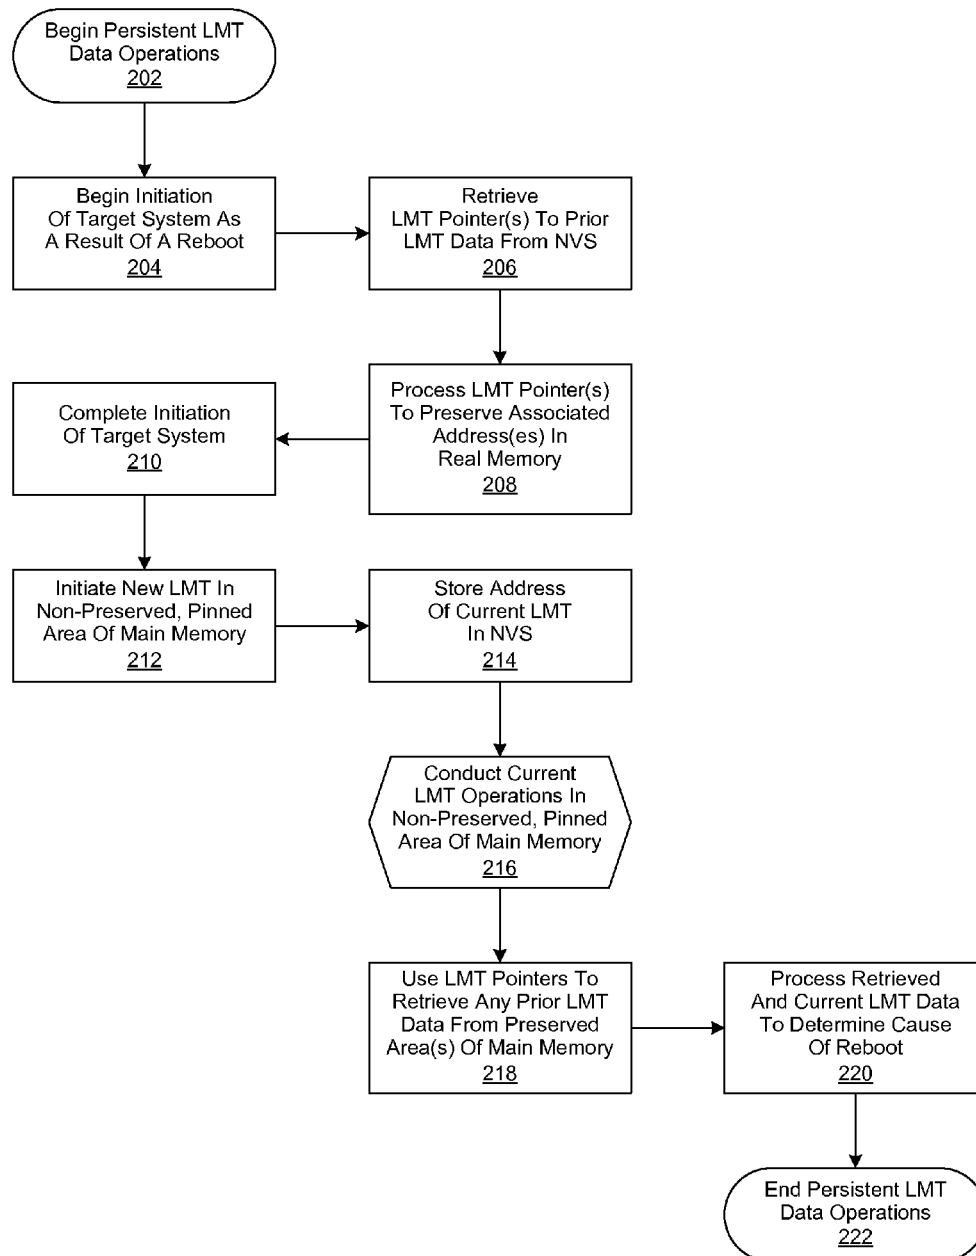 Begin Persistent LMT
Data Operations
202
Begin Initiation
Of Target System As
A Result Of A Reboot
204
Retrieve
LMT Pointer(s) To Prior
LMT Data From NVS
206
Process LMT Pointer(s)
To Preserve Associated
Address(es) In
Real Memory
208
Complete Initiation
Of Target System
210
Initiate New LMT In
Non-Preserved, Pinned
Area Of Main Memory
212
Store Address
Of Current LMT
In NVS
214
Conduct Current
LMT Operations In
Non-Preserved, Pinned
Area Of Main Memory
216
Use LMT Pointers To
Retrieve Any Prior LMT
Data From Preserved
Area(s) Of Main Memory
218
Process Retrieved
And Current LMT Data
To Determine Cause
Of Reboot
220
End Persistent LMT
Data Operations
222